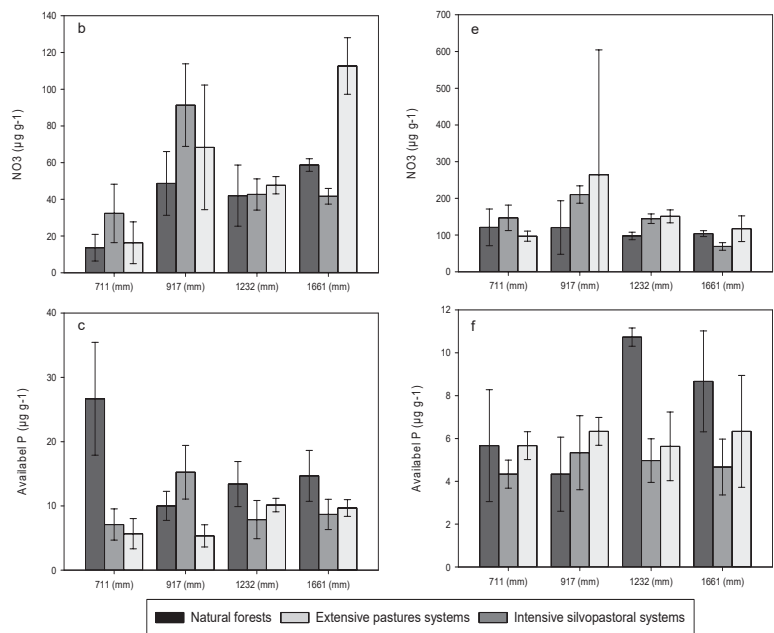 b
NO3 (µg g-1)
140
120
100
80
60
40
20
0
711 (mm) 917 (mm) 1232 (mm) 1661 (mm)
e
NO3 (µg g-1)
700
600
500
400
300
200
100
0
711 (mm) 917 (mm) 1232 (mm) 1661 (mm)
c
Availabel P (µg g-1)
40
30
20
10
0
711 (mm) 917 (mm) 1232 (mm) 1661 (mm)
f
Availabel P (µg g-1)
12
10
8
6
4
2
0
711 (mm) 917 (mm) 1232 (mm) 1661 (mm)
Natural forests Extensive pastures systems Intensive silvopastoral systems